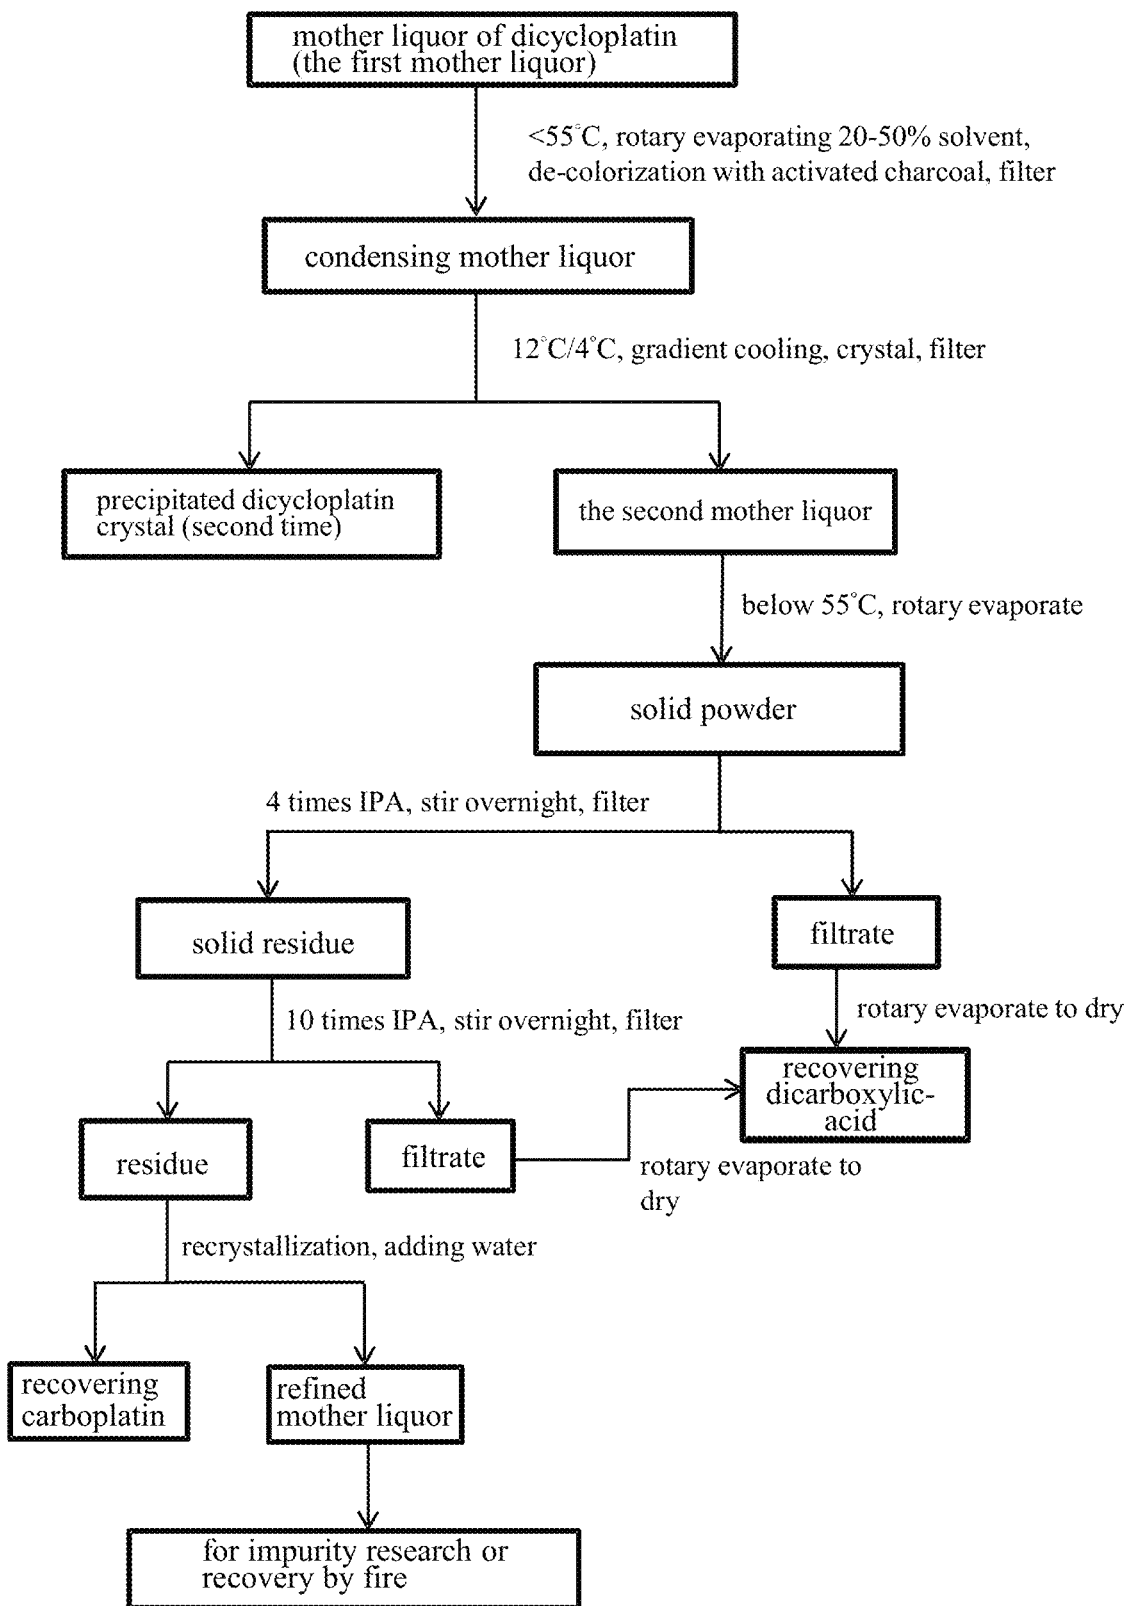 mother liquor of dicycloplatin
(the first mother liquor)
<55°C, rotary evaporating 20-50% solvent,
de-colorization with activated charcoal, filter
condensing mother liquor
12°C/4°C, gradient cooling, crystal, filter
precipitated dicycloplatin
crystal (second time)
the second mother liquor
below 55°C, rotary evaporate
solid powder
4 times IPA, stir overnight, filter
solid residue
filtrate
10 times IPA, stir overnight, filter
rotary evaporate to dry
recovering
dicarboxylic-
acid
residue
filtrate
rotary evaporate to
dry
recrystallization, adding water
recovering
carboplatin
refined
mother liquor
for impurity research or
recovery by fire